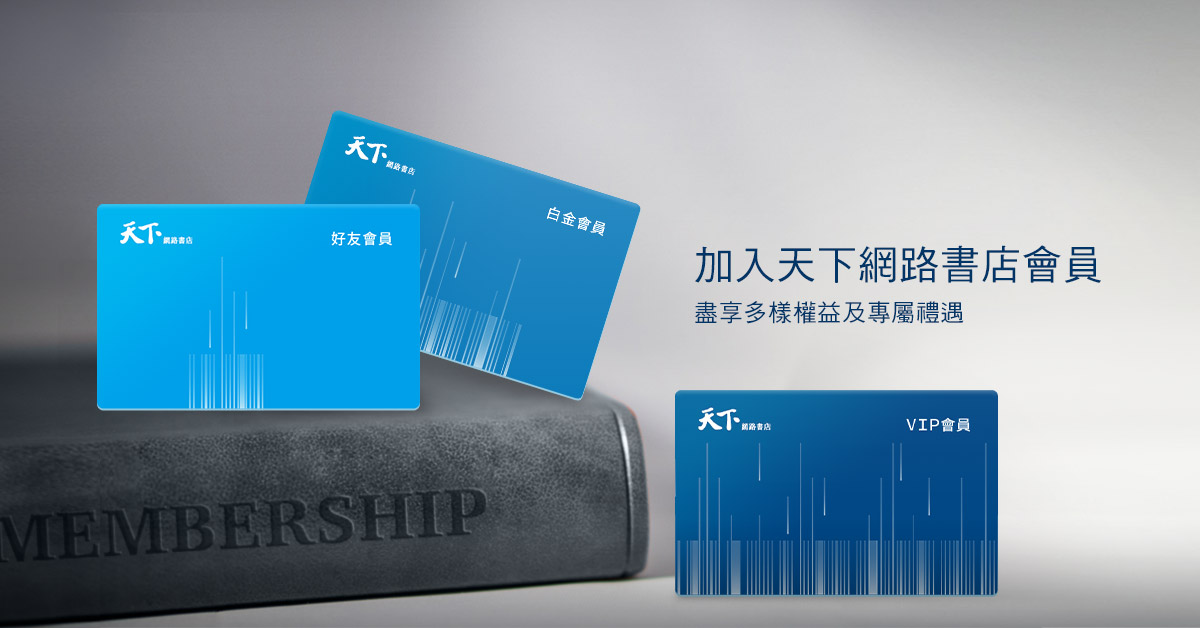 天下 網路書店
白金會員
天下 網路書店
好友會員
加入天下網路書店會員
盡享多樣權益及專屬禮遇
天下 網路書店
VIP會員
MEMBERSHIP